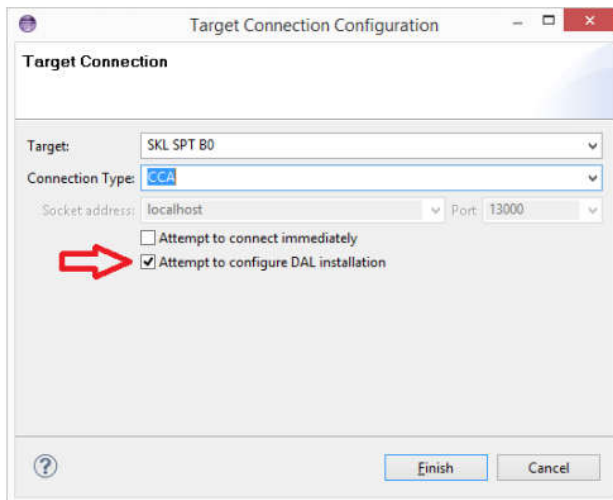 Target Connection Configuration
Target Connection
Target: SKL SPT B0
Connection Type: CCA
Socket address: localhost Port 13000
Attempt to connect immediately
Attempt to configure DAL installation
? Finish Cancel